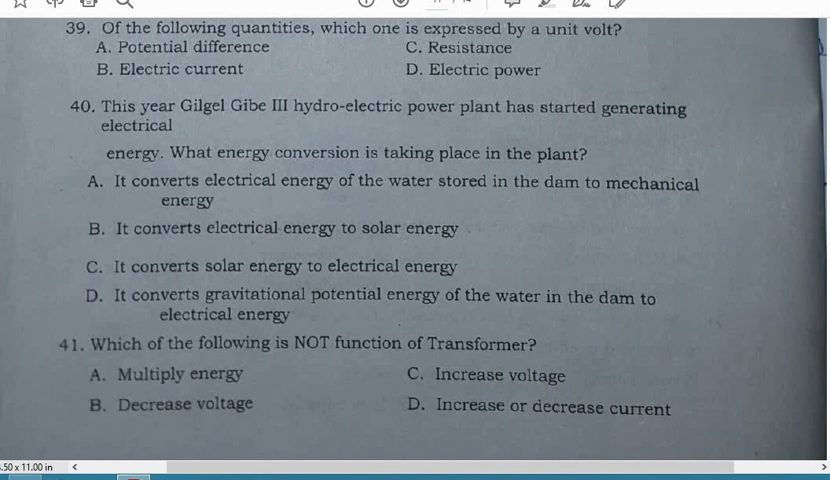 39. Of the following quantities, which one is expressed by a unit volt?
A. Potential difference
C. Resistance
B. Electric current
D. Electric power
40. This year Gilgel Gibe III hydro-electric power plant has started generating
electrical
energy. What energy conversion is taking place in the plant?
A. It converts electrical energy of the water stored in the dam to mechanical
energy
B. It converts electrical energy to solar energy
C. It converts solar energy to electrical energy
D. It converts gravitational potential energy of the water in the dam to
electrical energy
41. Which of the following is NOT function of Transformer?
A. Multiply energy
C. Increase voltage
B. Decrease voltage
D. Increase or decrease current
.50 x 11.00 in